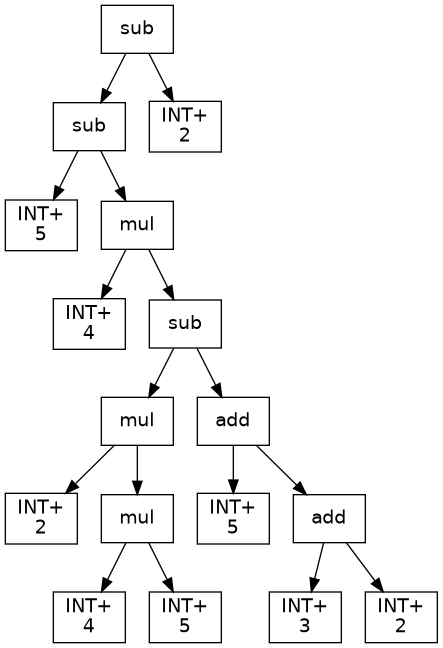 sub
sub
INT+
2
INT+
5
mul
INT+
4
sub
mul
add
INT+
2
mul
INT+
5
add
INT+
4
INT+
5
INT+
3
INT+
2